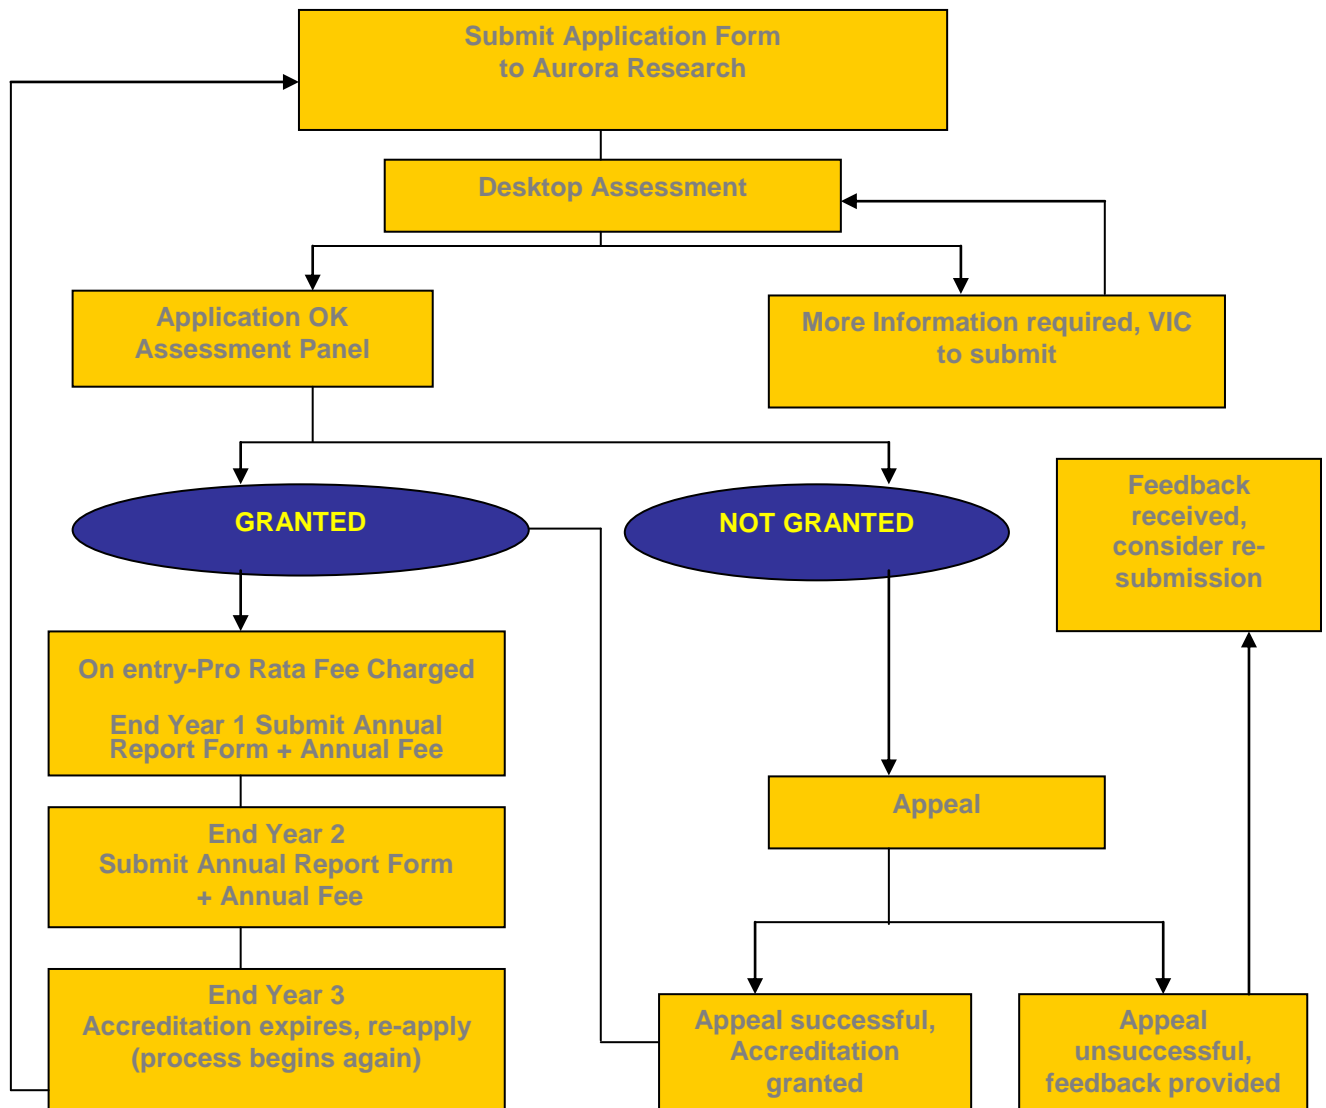 Submit Application Form
to Aurora Research
Desktop Assessment
Application OK
Assessment Panel
More Information required, VIC
to submit
GRANTED
NOT GRANTED
Feedback
received,
consider re-
submission
On entry-Pro Rata Fee Charged
End Year 1 Submit Annual
Report Form + Annual Fee
Appeal
End Year 2
Submit Annual Report Form
+ Annual Fee
End Year 3
Accreditation expires, re-apply
(process begins again)
Appeal successful,
Accreditation
granted
Appeal
unsuccessful,
feedback provided